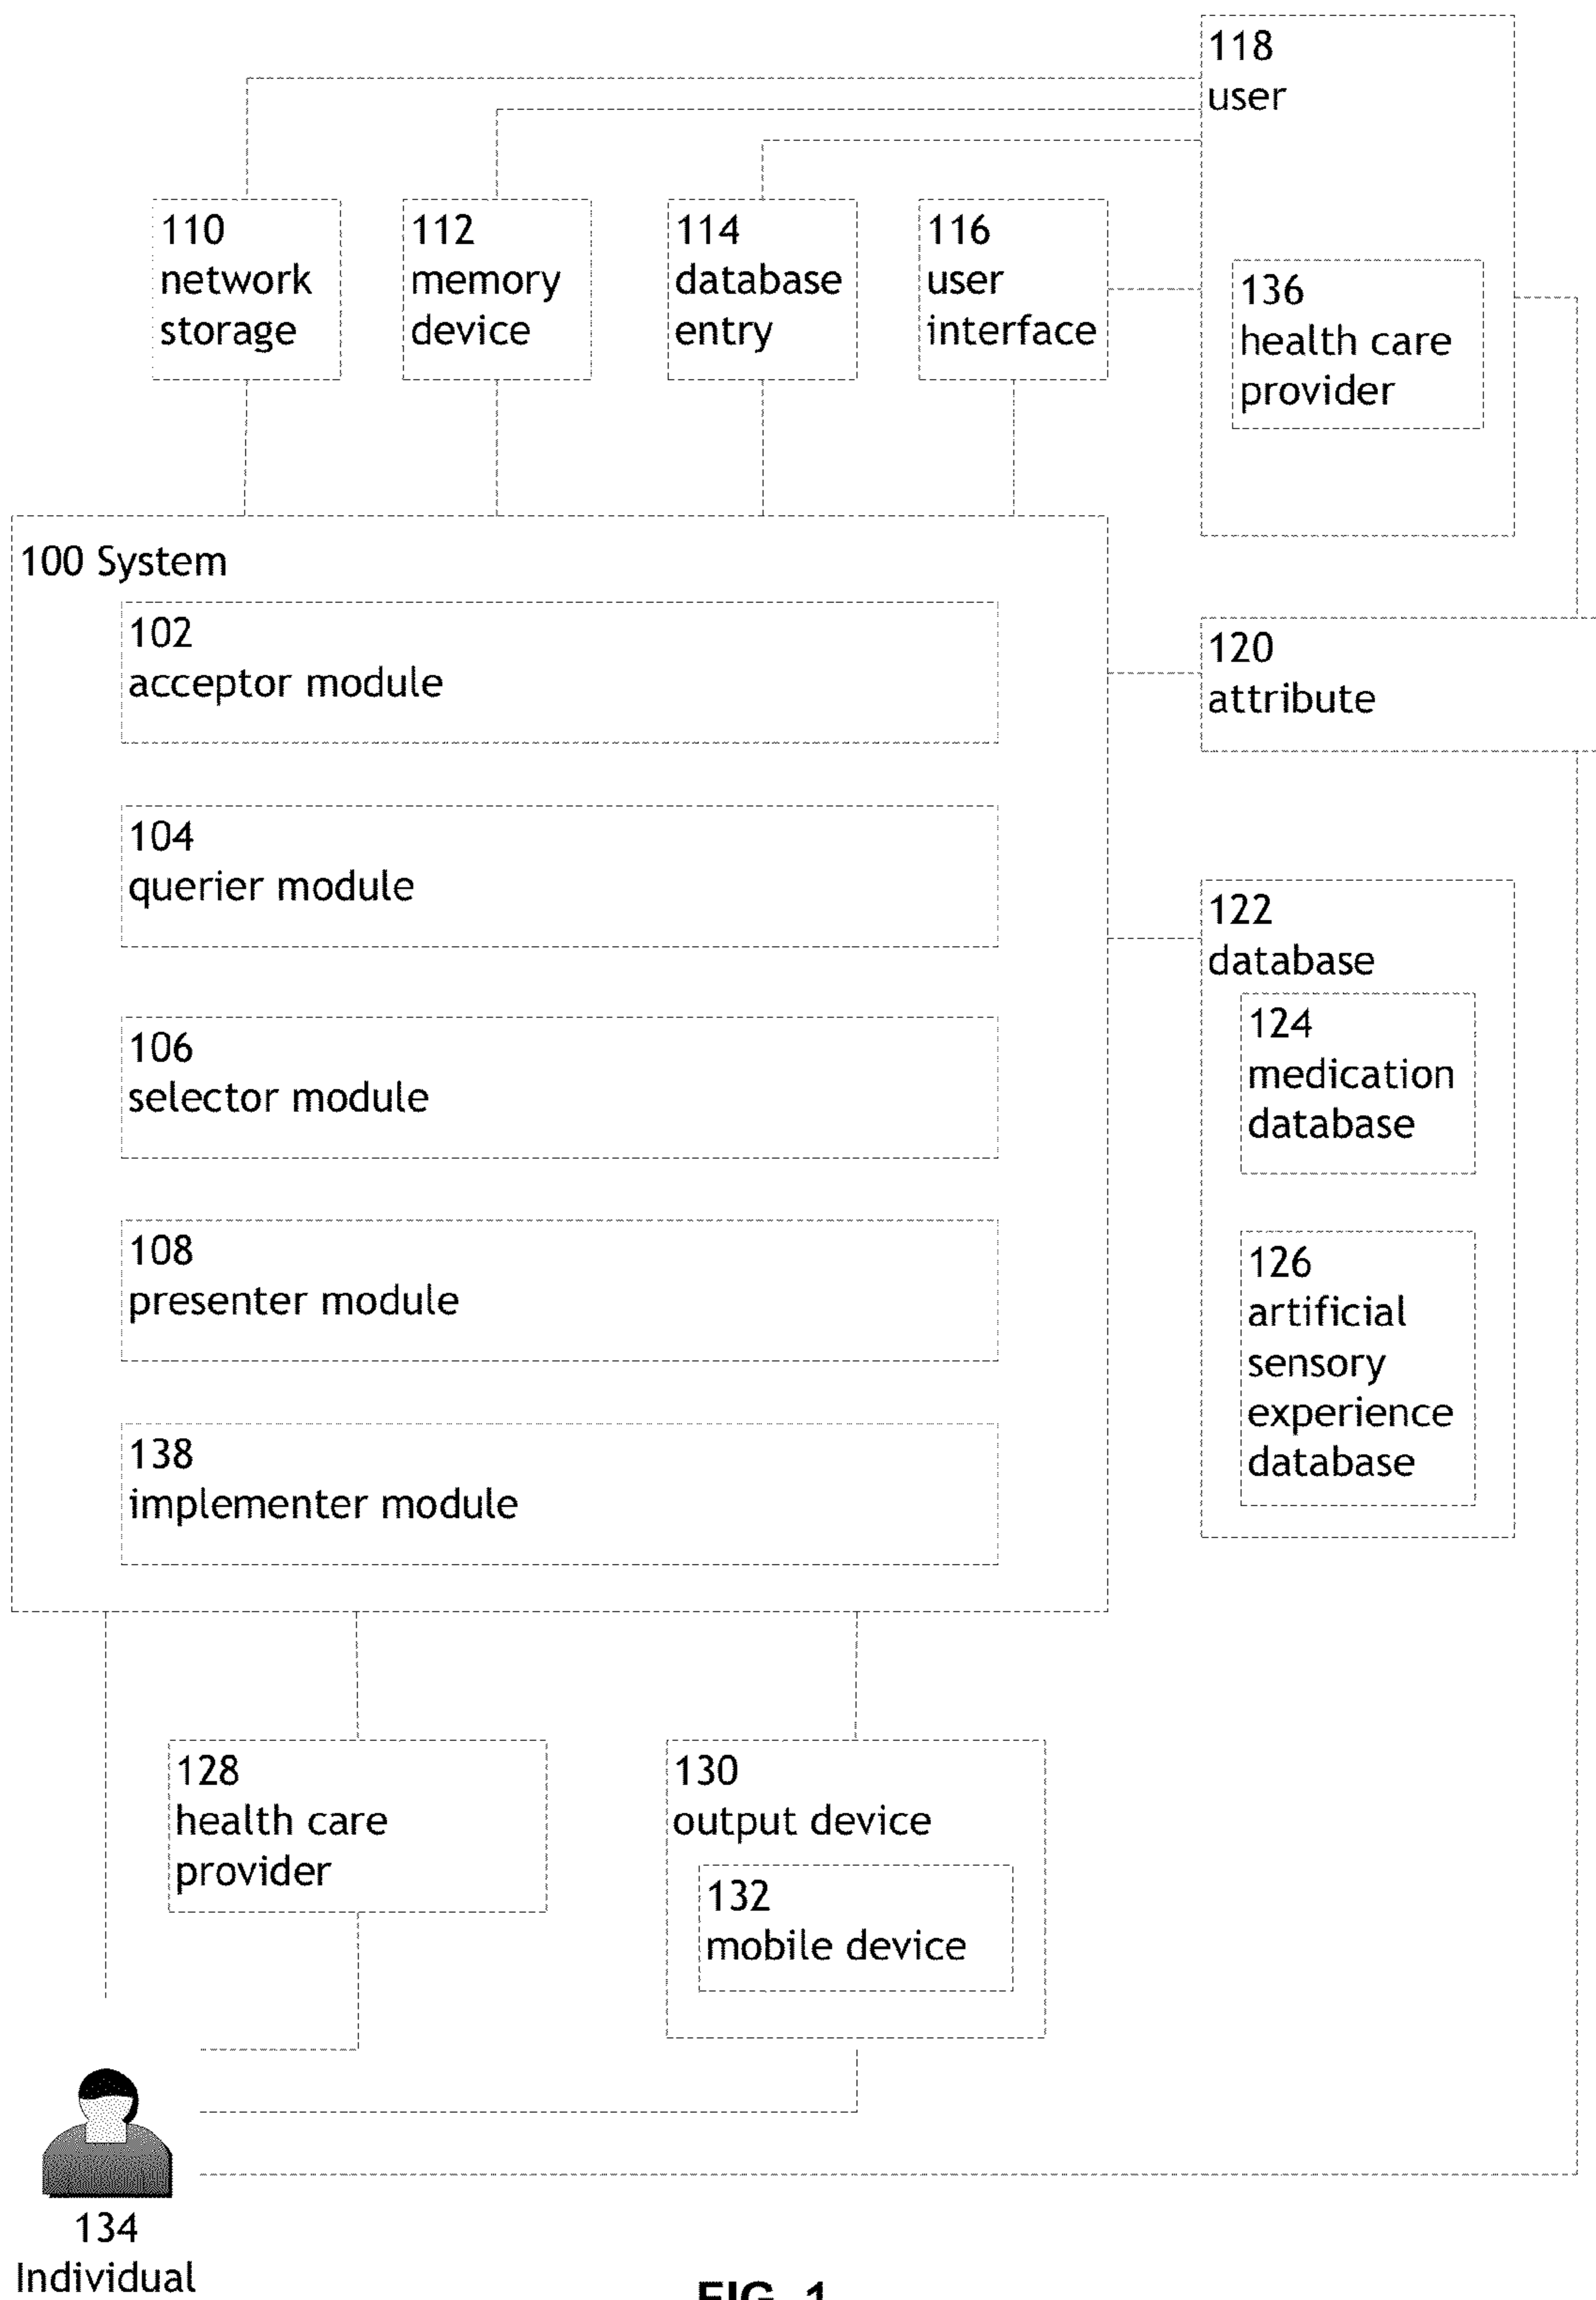 118
user
110
network
storage
112
memory
device
114
database
entry
116
user
interface
136
health care
provider
100 System
102
acceptor module
120
attribute
104
querier module
122
database
124
medication
database
106
selector module
126
artificial
sensory
experience
database
108
presenter module
138
implementer module
128
health care
provider
130
output device
132
mobile device
134
Individual
FIG. 1